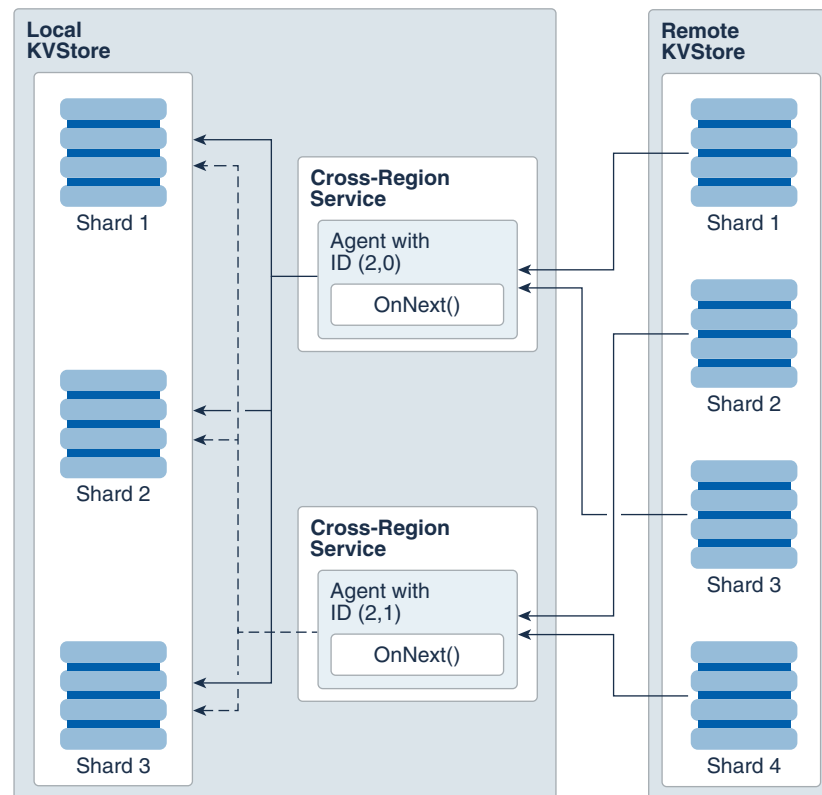 Local
KVStore
Shard 1
Shard 2
Shard 3
Cross-Region
Service
Agent with
ID (2,0)
OnNext()
Cross-Region
Service
Agent with
ID (2,1)
OnNext()
Remote
KVStore
Shard 1
Shard 2
Shard 3
Shard 4